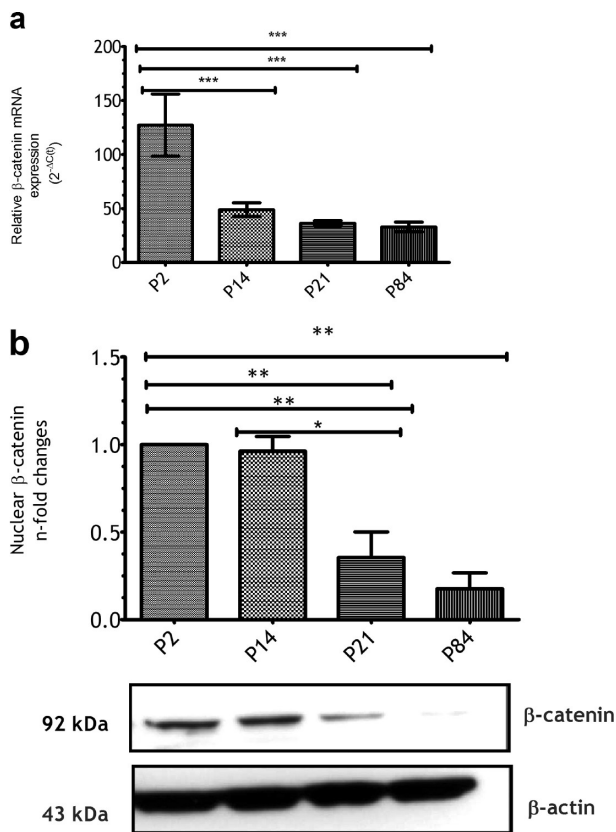 a
Relative β-catenin mRNA
expression
(2^-ΔC(t))
200
150
100
50
0
***
***
***
P2
P14
P21
P84
b
Nuclear β-catenin
n-fold changes
1.5
1.0
0.5
0.0
**
**
**
*
P2
P14
P21
P84
92 kDa
β-catenin
43 kDa
β-actin